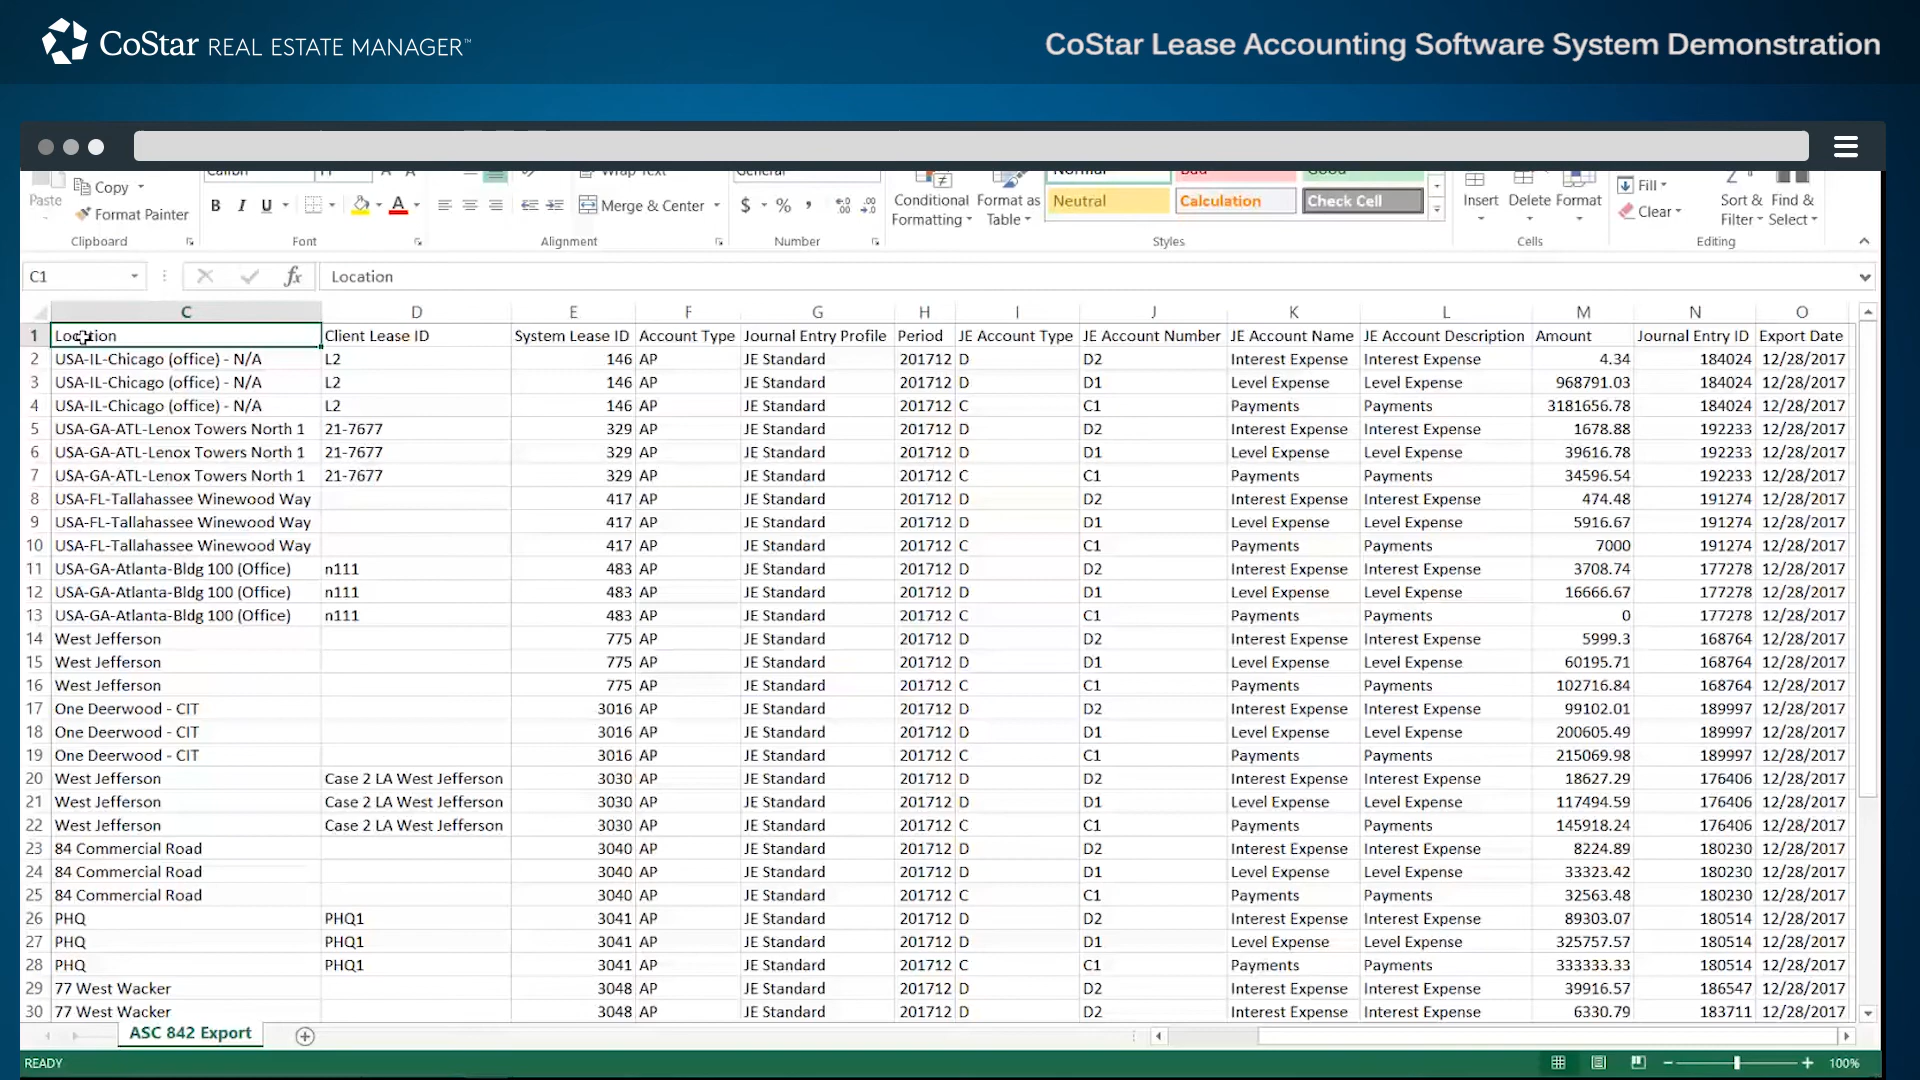 CoStar REAL ESTATE MANAGER™
CoStar Lease Accounting Software System Demonstration
Calibri 11 Wrap Text General Normal Bad Good
Paste Copy Format Painter B I U A Merge & Center $ % , Conditional Formatting Format as Table Neutral Calculation Check Cell Insert Delete Format Fill Clear Sort & Filter Find & Select
Clipboard Font Alignment Number Styles Cells Editing
C1 fx Location
C D E F G H I J K L M N O
1 Location Client Lease ID System Lease ID Account Type Journal Entry Profile Period JE Account Type JE Account Number JE Account Name JE Account Description Amount Journal Entry ID Export Date
2 USA-IL-Chicago (office) - N/A L2 146 AP JE Standard 201712 D D2 Interest Expense Interest Expense 4.34 184024 12/28/2017
3 USA-IL-Chicago (office) - N/A L2 146 AP JE Standard 201712 D D1 Level Expense Level Expense 968791.03 184024 12/28/2017
4 USA-IL-Chicago (office) - N/A L2 146 AP JE Standard 201712 C C1 Payments Payments 3181656.78 184024 12/28/2017
5 USA-GA-ATL-Lenox Towers North 1 21-7677 329 AP JE Standard 201712 D D2 Interest Expense Interest Expense 1678.88 192233 12/28/2017
6 USA-GA-ATL-Lenox Towers North 1 21-7677 329 AP JE Standard 201712 D D1 Level Expense Level Expense 39616.78 192233 12/28/2017
7 USA-GA-ATL-Lenox Towers North 1 21-7677 329 AP JE Standard 201712 C C1 Payments Payments 34596.54 192233 12/28/2017
8 USA-FL-Tallahassee Winewood Way 417 AP JE Standard 201712 D D2 Interest Expense Interest Expense 474.48 191274 12/28/2017
9 USA-FL-Tallahassee Winewood Way 417 AP JE Standard 201712 D D1 Level Expense Level Expense 5916.67 191274 12/28/2017
10 USA-FL-Tallahassee Winewood Way 417 AP JE Standard 201712 C C1 Payments Payments 7000 191274 12/28/2017
11 USA-GA-Atlanta-Bldg 100 (Office) n111 483 AP JE Standard 201712 D D2 Interest Expense Interest Expense 3708.74 177278 12/28/2017
12 USA-GA-Atlanta-Bldg 100 (Office) n111 483 AP JE Standard 201712 D D1 Level Expense Level Expense 16666.67 177278 12/28/2017
13 USA-GA-Atlanta-Bldg 100 (Office) n111 483 AP JE Standard 201712 C C1 Payments Payments 0 177278 12/28/2017
14 West Jefferson 775 AP JE Standard 201712 D D2 Interest Expense Interest Expense 5999.3 168764 12/28/2017
15 West Jefferson 775 AP JE Standard 201712 D D1 Level Expense Level Expense 60195.71 168764 12/28/2017
16 West Jefferson 775 AP JE Standard 201712 C C1 Payments Payments 102716.84 168764 12/28/2017
17 One Deerwood - CIT 3016 AP JE Standard 201712 D D2 Interest Expense Interest Expense 99102.01 189997 12/28/2017
18 One Deerwood - CIT 3016 AP JE Standard 201712 D D1 Level Expense Level Expense 200605.49 189997 12/28/2017
19 One Deerwood - CIT 3016 AP JE Standard 201712 C C1 Payments Payments 215069.98 189997 12/28/2017
20 West Jefferson Case 2 LA West Jefferson 3030 AP JE Standard 201712 D D2 Interest Expense Interest Expense 18627.29 176406 12/28/2017
21 West Jefferson Case 2 LA West Jefferson 3030 AP JE Standard 201712 D D1 Level Expense Level Expense 117494.59 176406 12/28/2017
22 West Jefferson Case 2 LA West Jefferson 3030 AP JE Standard 201712 C C1 Payments Payments 145918.24 176406 12/28/2017
23 84 Commercial Road 3040 AP JE Standard 201712 D D2 Interest Expense Interest Expense 8224.89 180230 12/28/2017
24 84 Commercial Road 3040 AP JE Standard 201712 D D1 Level Expense Level Expense 33323.42 180230 12/28/2017
25 84 Commercial Road 3040 AP JE Standard 201712 C C1 Payments Payments 32563.48 180230 12/28/2017
26 PHQ PHQ1 3041 AP JE Standard 201712 D D2 Interest Expense Interest Expense 89303.07 180514 12/28/2017
27 PHQ PHQ1 3041 AP JE Standard 201712 D D1 Level Expense Level Expense 325757.57 180514 12/28/2017
28 PHQ PHQ1 3041 AP JE Standard 201712 C C1 Payments Payments 333333.33 180514 12/28/2017
29 77 West Wacker 3048 AP JE Standard 201712 D D2 Interest Expense Interest Expense 39916.57 186547 12/28/2017
30 77 West Wacker 3048 AP JE Standard 201712 D D2 Interest Expense Interest Expense 6330.79 183711 12/28/2017
ASC 842 Export
READY 100%